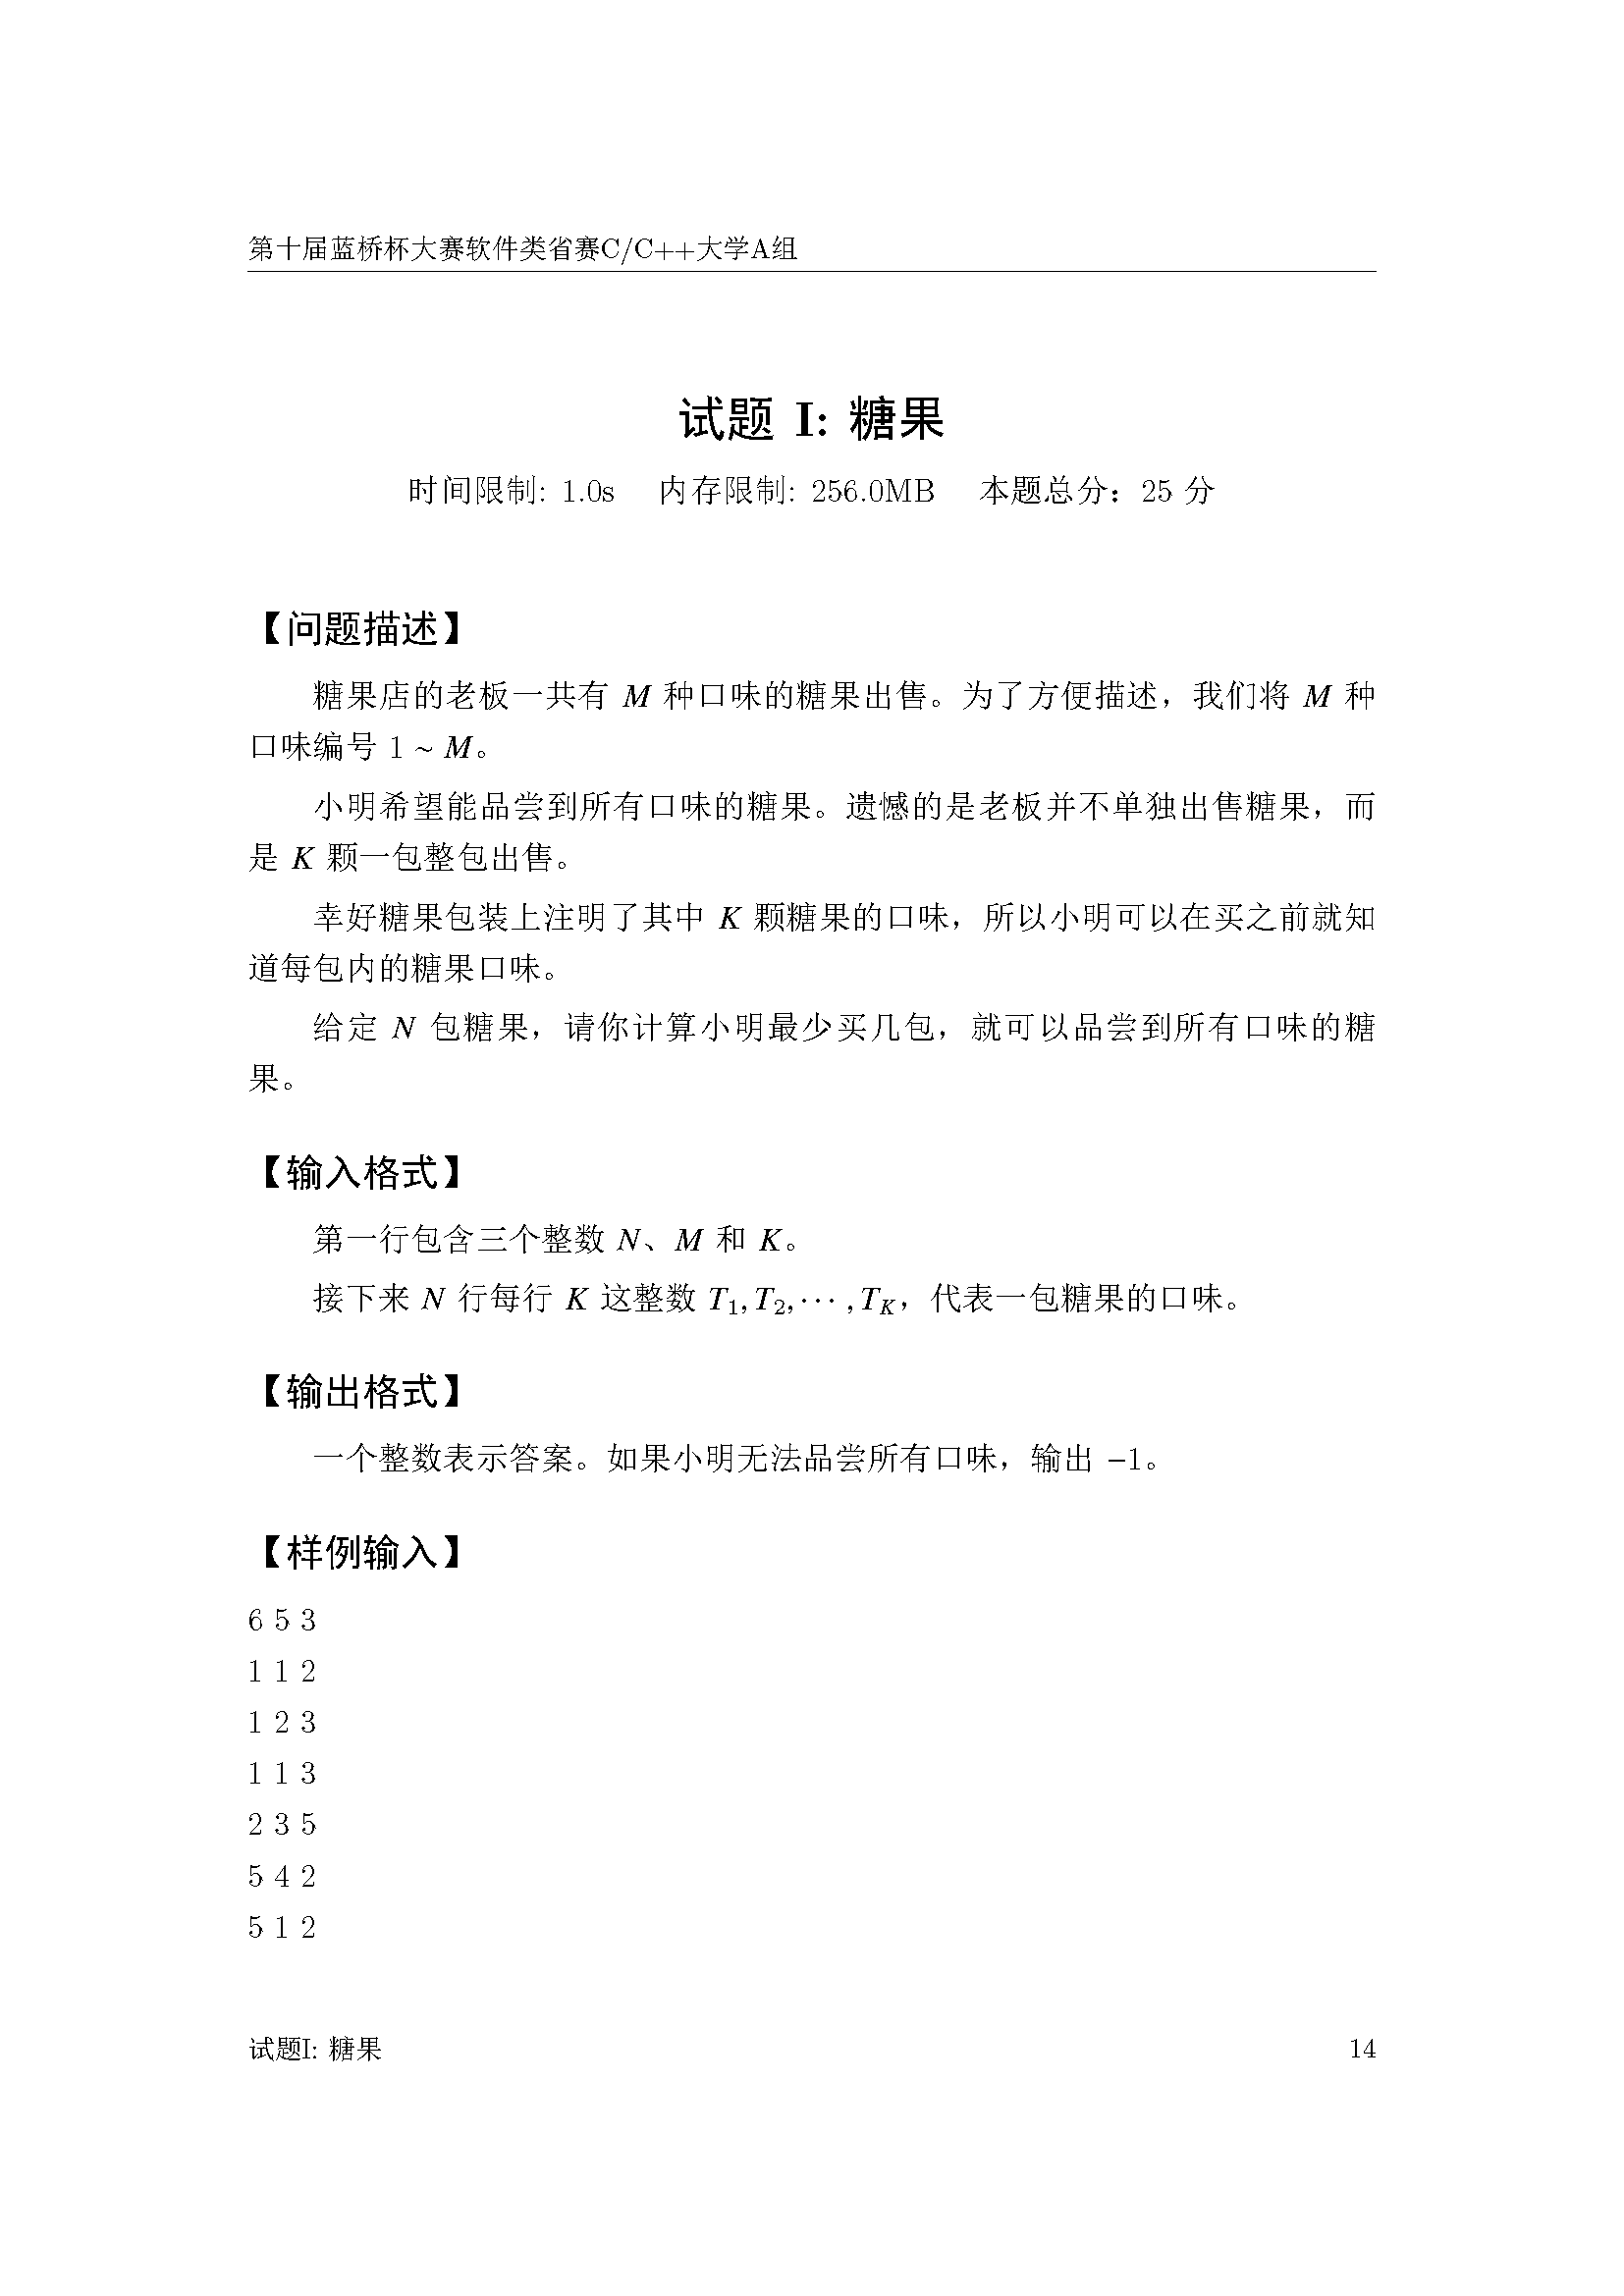 第十届蓝桥杯大赛软件类省赛C/C++大学A组
试题 I: 糖果
时间限制: 1.0s 内存限制: 256.0MB 本题总分：25 分
【问题描述】
糖果店的老板一共有 M 种口味的糖果出售。为了方便描述，我们将 M 种
口味编号 1 ~ M。
小明希望能品尝到所有口味的糖果。遗憾的是老板并不单独出售糖果，而
是 K 颗一包整包出售。
幸好糖果包装上注明了其中 K 颗糖果的口味，所以小明可以在买之前就知
道每包内的糖果口味。
给定 N 包糖果，请你计算小明最少买几包，就可以品尝到所有口味的糖
果。
【输入格式】
第一行包含三个整数 N、M 和 K。
接下来 N 行每行 K 这整数 T₁, T₂, ··· , Tₖ，代表一包糖果的口味。
【输出格式】
一个整数表示答案。如果小明无法品尝所有口味，输出 −1。
【样例输入】
6 5 3
1 1 2
1 2 3
1 1 3
2 3 5
5 4 2
5 1 2
试题I: 糖果 14